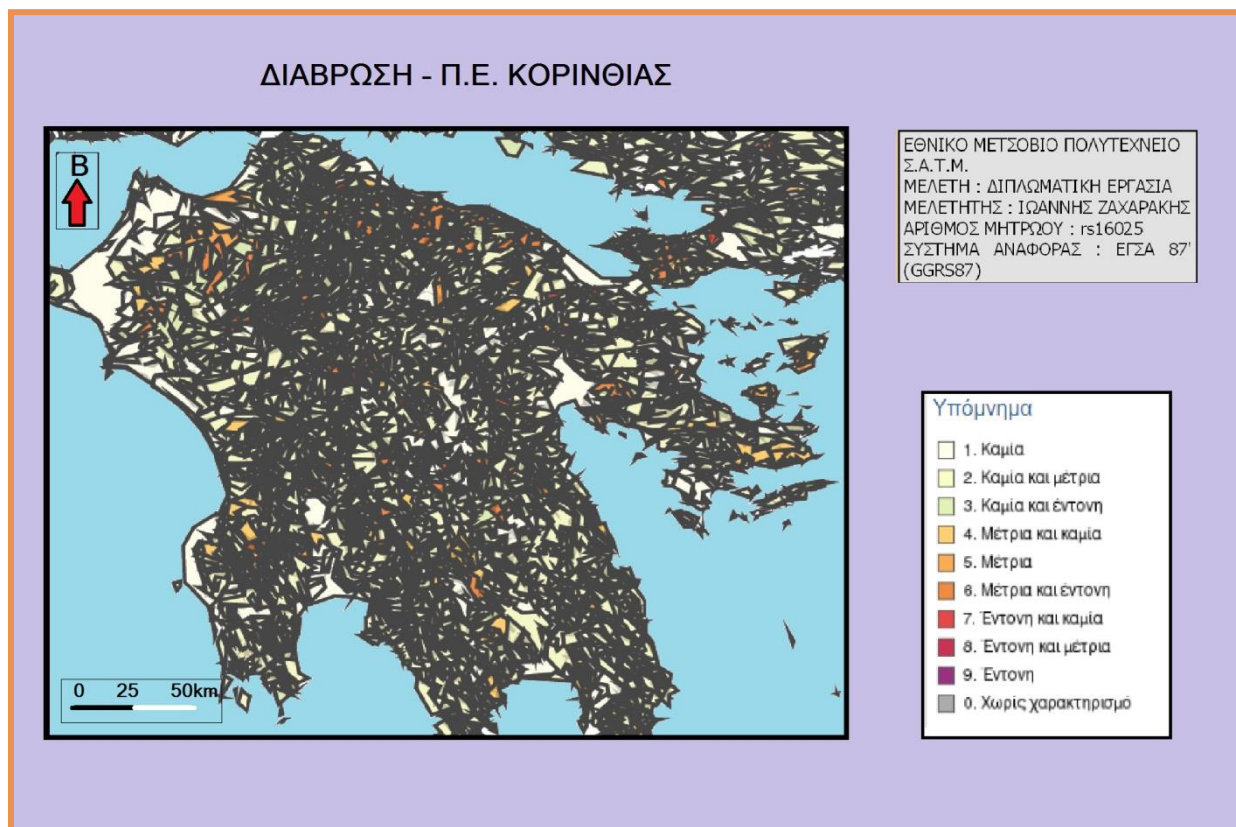 ΔΙΑΒΡΩΣΗ - Π.Ε. ΚΟΡΙΝΘΙΑΣ
Β
0 25 50km
ΕΘΝΙΚΟ ΜΕΤΣΟΒΙΟ ΠΟΛΥΤΕΧΝΕΙΟ
Σ.Α.Τ.Μ.
ΜΕΛΕΤΗ : ΔΙΠΛΩΜΑΤΙΚΗ ΕΡΓΑΣΙΑ
ΜΕΛΕΤΗΤΗΣ : ΙΩΑΝΝΗΣ ΖΑΧΑΡΑΚΗΣ
ΑΡΙΘΜΟΣ ΜΗΤΡΩΟΥ : rs16025
ΣΥΣΤΗΜΑ ΑΝΑΦΟΡΑΣ : ΕΓΣΑ 87'
(GGRS87)
Υπόμνημα
1. Καμία
2. Καμία και μέτρια
3. Καμία και έντονη
4. Μέτρια και καμία
5. Μέτρια
6. Μέτρια και έντονη
7. Έντονη και καμία
8. Έντονη και μέτρια
9. Έντονη
0. Χωρίς χαρακτηρισμό